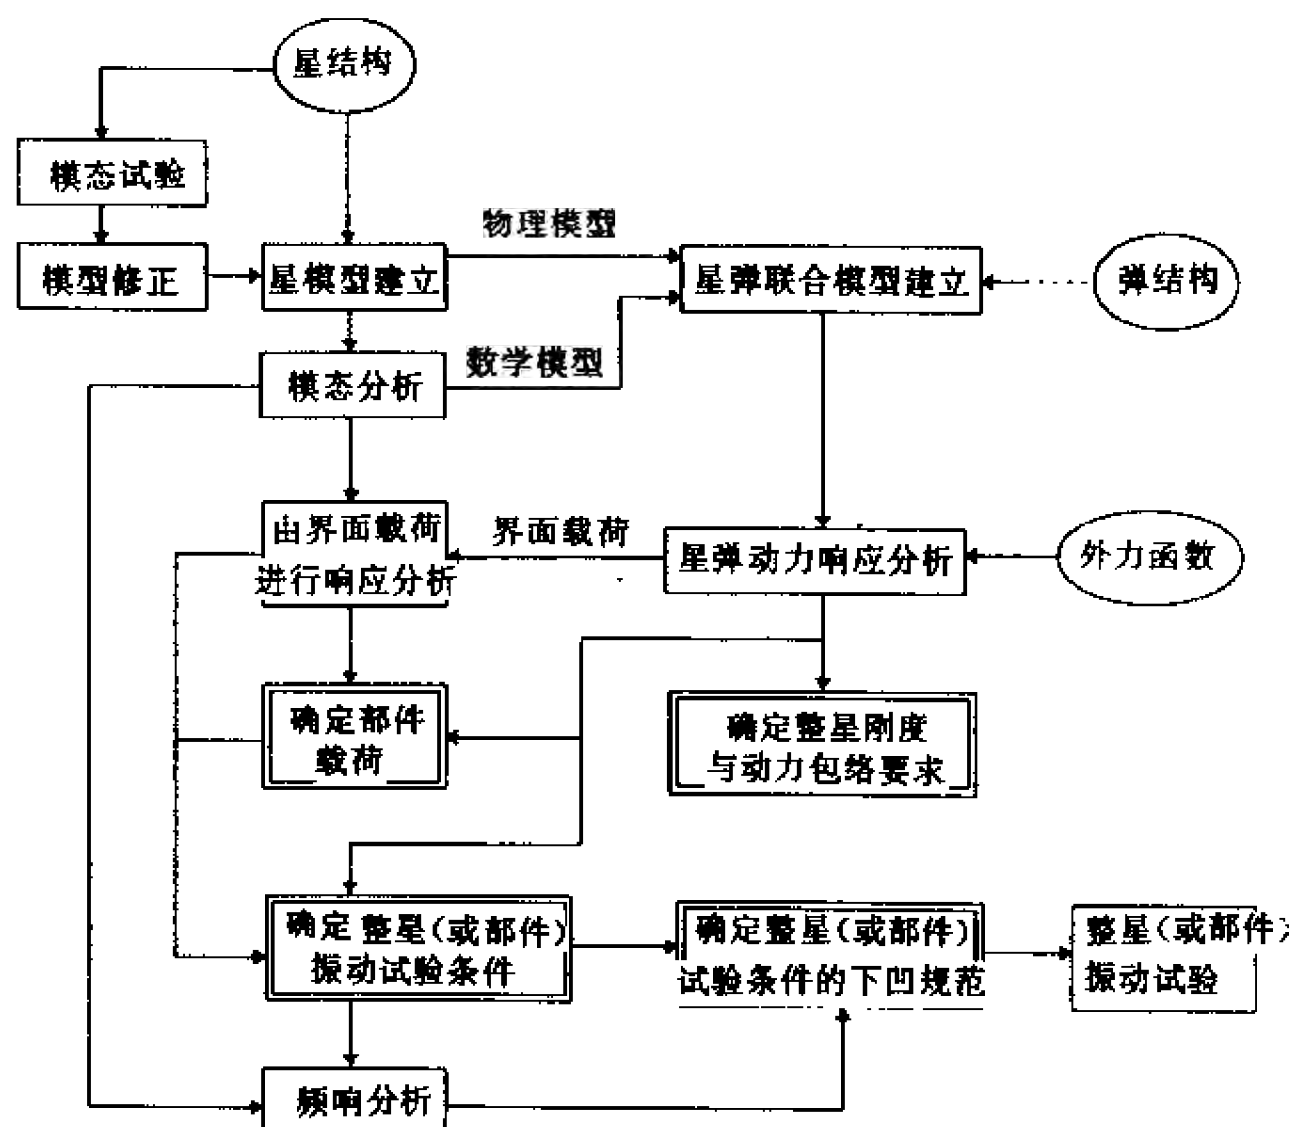 星结构
模态试验
物理模型
模型修正
星模型建立
星弹联合模型建立
弹结构
数学模型
模态分析
由界面载荷
进行响应分析
界面载荷
星弹动力响应分析
外力函数
确定部件
载荷
确定整星刚度
与动力包络要求
确定整星(或部件)
振动试验条件
确定整星(或部件)
试验条件的下凹规范
整星(或部件)
振动试验
频响分析